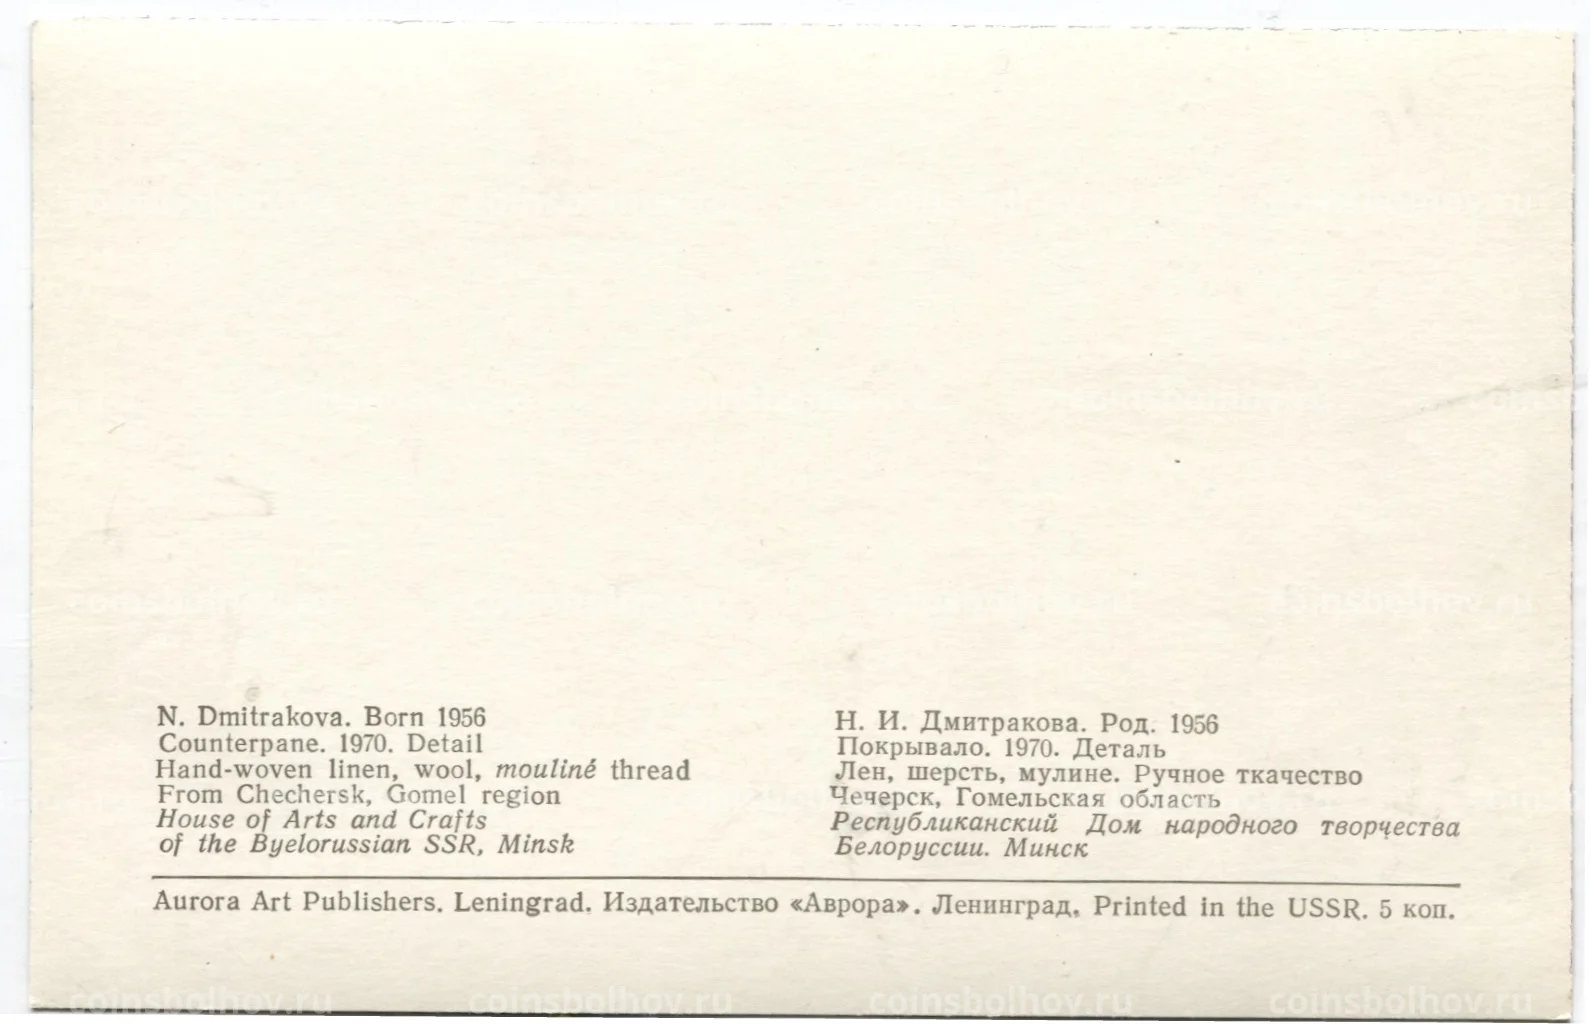 N. Dmitrakova. Born 1956
Counterpane. 1970. Detail
Hand-woven linen, wool, mouliné thread
From Chechersk, Gomel region
House of Arts and Crafts
of the Byelorussian SSR, Minsk
Н. И. Дмитракова. Род. 1956
Покрывало. 1970. Деталь
Лен, шерсть, мулине. Ручное ткачество
Чечерск, Гомельская область
Республиканский Дом народного творчества
Белоруссии. Минск
Aurora Art Publishers. Leningrad. Издательство «Аврора». Ленинград. Printed in the USSR. 5 коп.
coinsbolhov.ru coinsbolhov.ru coinsbolhov.ru coinsbolhov.ru